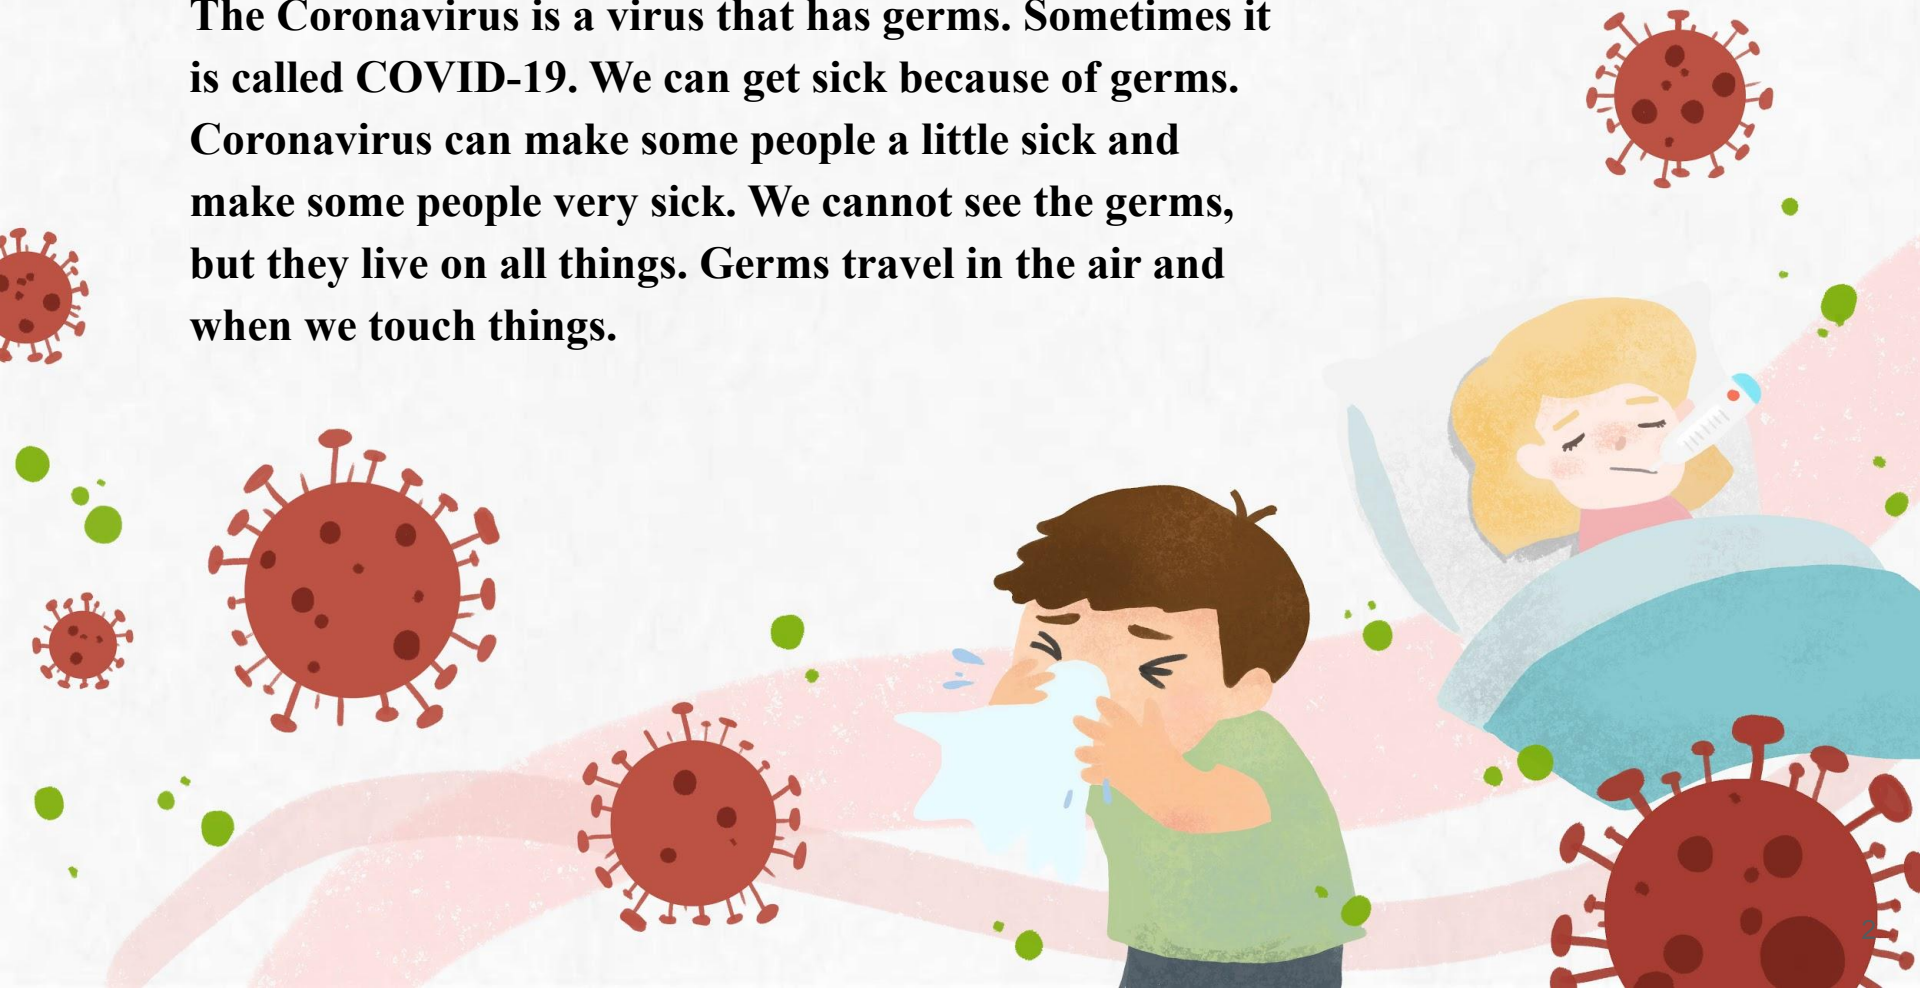 The Coronavirus is a virus that has germs. Sometimes it
is called COVID-19. We can get sick because of germs.
Coronavirus can make some people a little sick and
make some people very sick. We cannot see the germs,
but they live on all things. Germs travel in the air and
when we touch things.
2